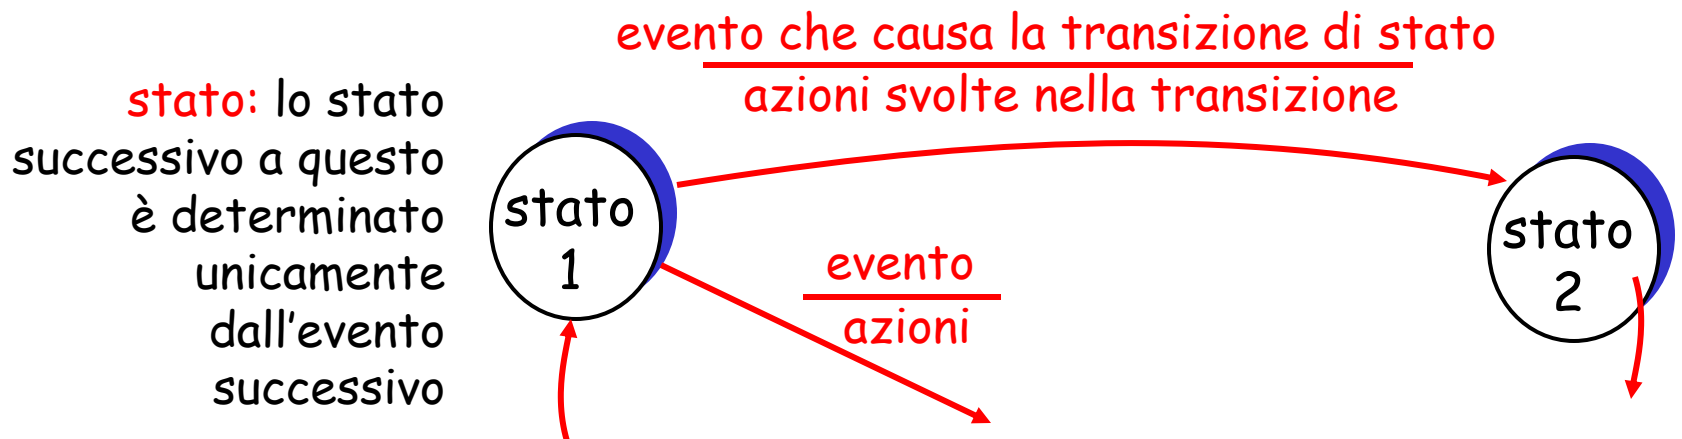 evento che causa la transizione di stato
azioni svolte nella transizione
stato: lo stato
successivo a questo
è determinato
unicamente
dall’evento
successivo
stato
1
evento
azioni
stato
2